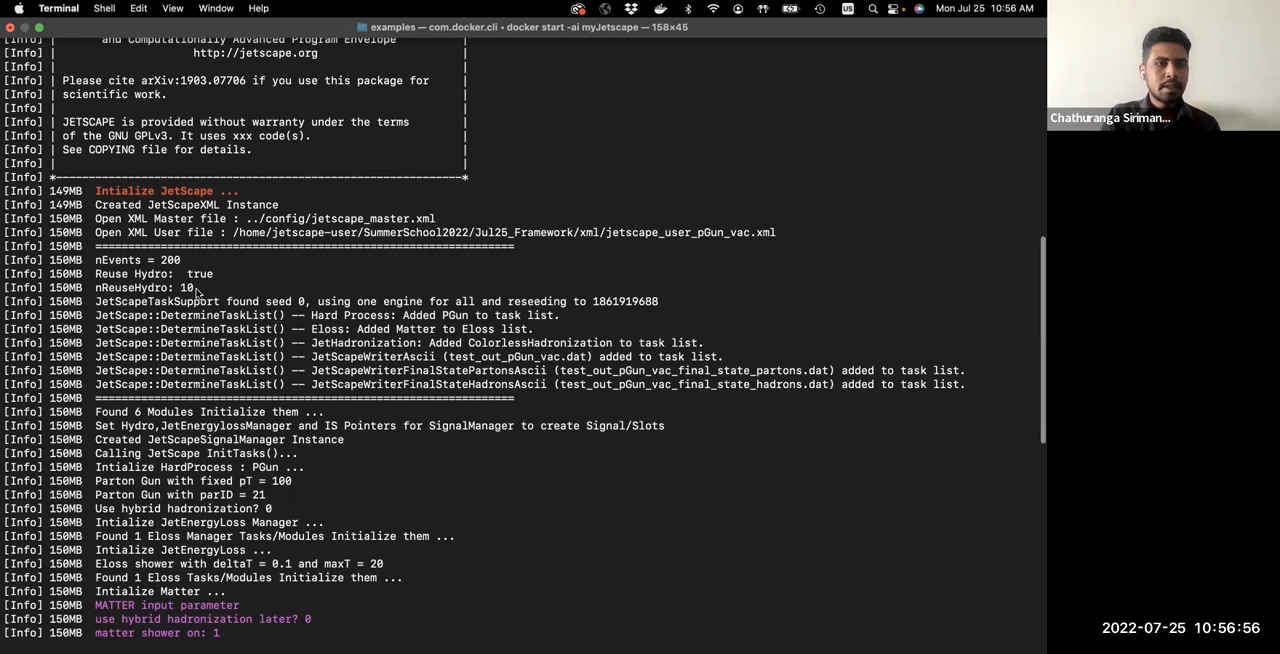 Terminal Shell Edit View Window Help
US
Mon Jul 25 10:56 AM
examples — com.docker.cli • docker start -ai myJetscape — 158×45
[Info] | and Computationally Advanced Program Envelope |
[Info] | http://jetscape.org |
[Info] | |
[Info] | Please cite arXiv:1903.07706 if you use this package for |
[Info] | scientific work. |
[Info] | |
[Info] | JETSCAPE is provided without warranty under the terms |
[Info] | of the GNU GPLv3. It uses xxx code(s). |
[Info] | See COPYING file for details. |
[Info] | |
[Info] *--------------------------------------------------------------*
[Info] 149MB Intialize JetScape ...
[Info] 149MB Created JetScapeXML Instance
[Info] 150MB Open XML Master file : ../config/jetscape_master.xml
[Info] 150MB Open XML User file : /home/jetscape-user/SummerSchool2022/Jul25_Framework/xml/jetscape_user_pGun_vac.xml
[Info] 150MB ================================================================
[Info] 150MB nEvents = 200
[Info] 150MB Reuse Hydro: true
[Info] 150MB nReuseHydro: 10
[Info] 150MB JetScapeTaskSupport found seed 0, using one engine for all and reseeding to 1861919688
[Info] 150MB JetScape::DetermineTaskList() -- Hard Process: Added PGun to task list.
[Info] 150MB JetScape::DetermineTaskList() -- Eloss: Added Matter to Eloss list.
[Info] 150MB JetScape::DetermineTaskList() -- JetHadronization: Added ColorlessHadronization to task list.
[Info] 150MB JetScape::DetermineTaskList() -- JetScapeWriterAscii (test_out_pGun_vac.dat) added to task list.
[Info] 150MB JetScape::DetermineTaskList() -- JetScapeWriterFinalStatePartonsAscii (test_out_pGun_vac_final_state_partons.dat) added to task list.
[Info] 150MB JetScape::DetermineTaskList() -- JetScapeWriterFinalStateHadronsAscii (test_out_pGun_vac_final_state_hadrons.dat) added to task list.
[Info] 150MB ================================================================
[Info] 150MB Found 6 Modules Initialize them ...
[Info] 150MB Set Hydro,JetEnergylossManager and IS Pointers for SignalManager to create Signal/Slots
[Info] 150MB Created JetScapeSignalManager Instance
[Info] 150MB Calling JetScape InitTasks()...
[Info] 150MB Intialize HardProcess : PGun ...
[Info] 150MB Parton Gun with fixed pT = 100
[Info] 150MB Parton Gun with parID = 21
[Info] 150MB Use hybrid hadronization? 0
[Info] 150MB Intialize JetEnergyLoss Manager ...
[Info] 150MB Found 1 Eloss Manager Tasks/Modules Initialize them ...
[Info] 150MB Intialize JetEnergyLoss ...
[Info] 150MB Eloss shower with deltaT = 0.1 and maxT = 20
[Info] 150MB Found 1 Eloss Tasks/Modules Initialize them ...
[Info] 150MB Intialize Matter ...
[Info] 150MB MATTER input parameter
[Info] 150MB use hybrid hadronization later? 0
[Info] 150MB matter shower on: 1
Chathuranga Siriman...
2022-07-25 10:56:56